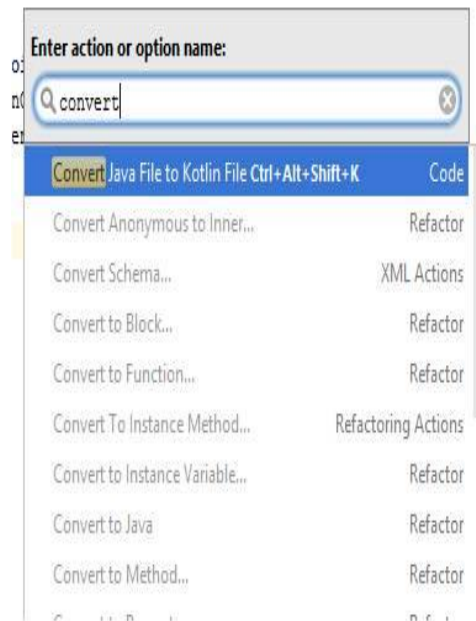 Enter action or option name:
convert
Convert Java File to Kotlin File Ctrl+Alt+Shift+K Code
Convert Anonymous to Inner... Refactor
Convert Schema... XML Actions
Convert to Block... Refactor
Convert to Function... Refactor
Convert To Instance Method... Refactoring Actions
Convert to Instance Variable... Refactor
Convert to Java Refactor
Convert to Method... Refactor